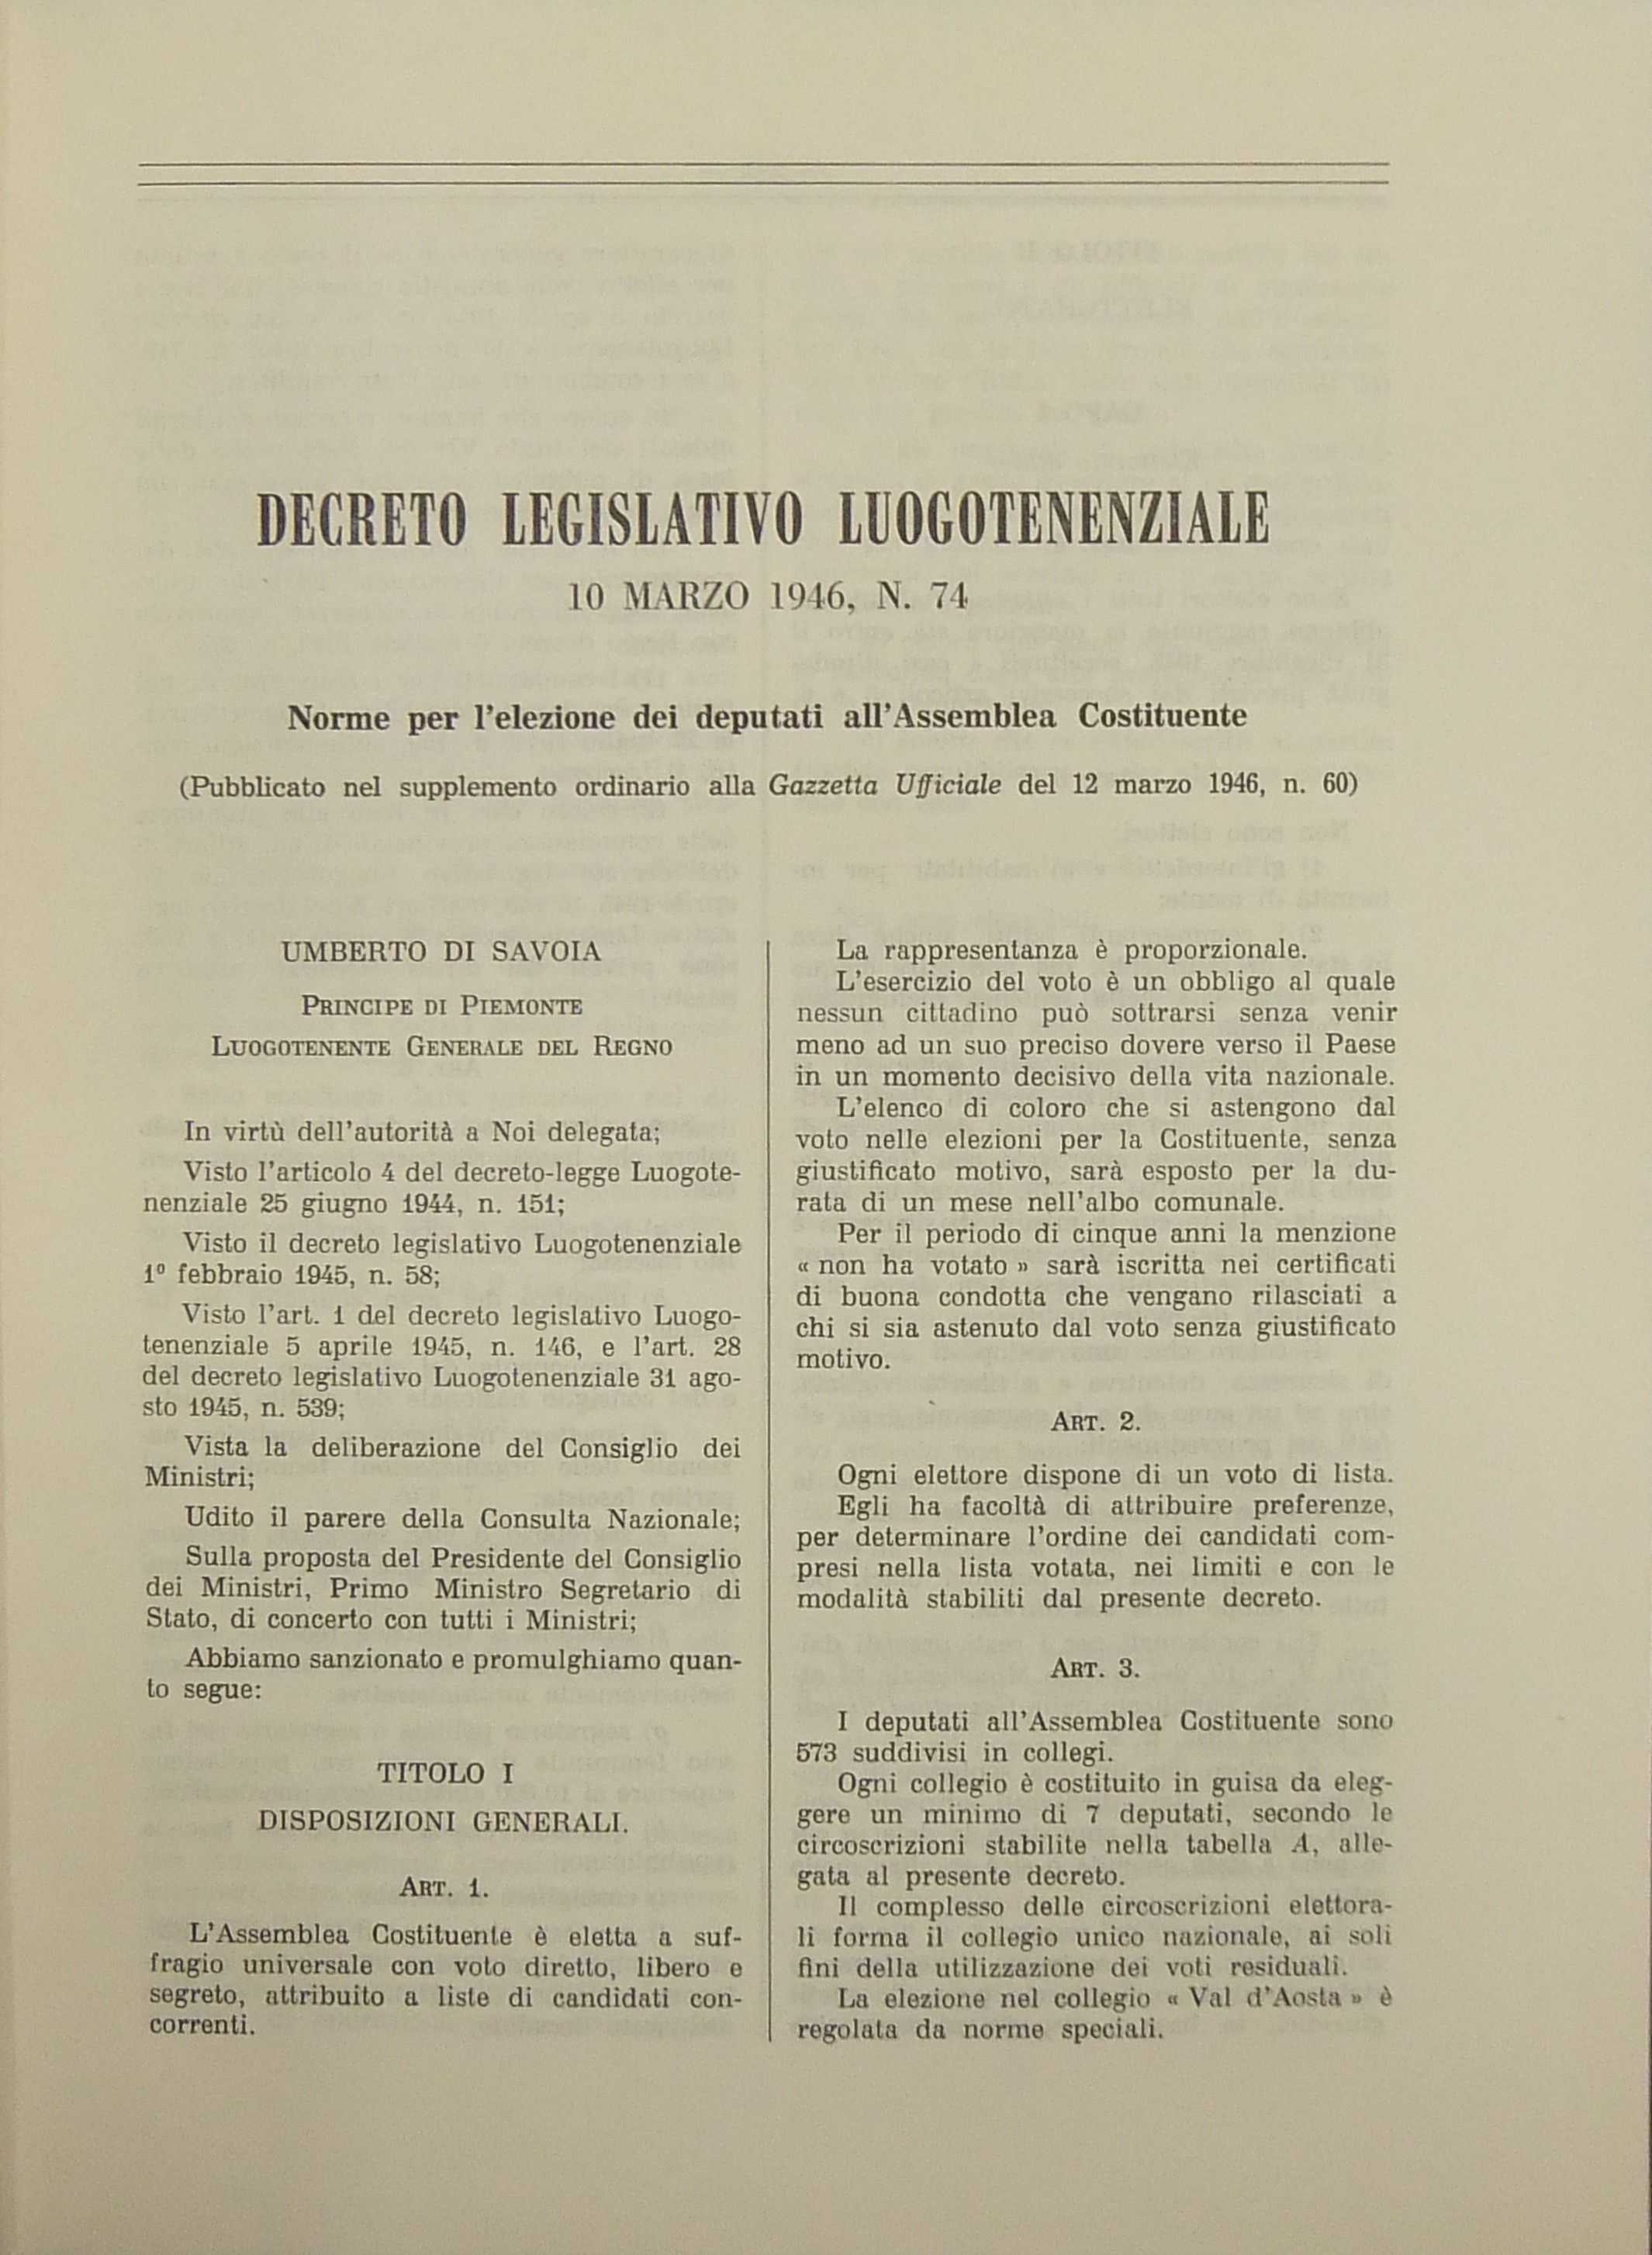 DECRETO LEGISLATIVO LUOGOTENENZIALE
10 MARZO 1946, N. 74
Norme per l'elezione dei deputati all'Assemblea Costituente
(Pubblicato nel supplemento ordinario alla Gazzetta Ufficiale del 12 marzo 1946, n. 60)
UMBERTO DI SAVOIA
PRINCIPE DI PIEMONTE
LUOGOTENENTE GENERALE DEL REGNO
In virtù dell'autorità a Noi delegata;
Visto l'articolo 4 del decreto-legge Luogote-
nenziale 25 giugno 1944, n. 151;
Visto il decreto legislativo Luogotenenziale
1º febbraio 1945, n. 58;
Visto l'art. 1 del decreto legislativo Luogo-
tenenziale 5 aprile 1945, n. 146, e l'art. 28
del decreto legislativo Luogotenenziale 31 ago-
sto 1945, n. 539;
Vista la deliberazione del Consiglio dei
Ministri;
Udito il parere della Consulta Nazionale;
Sulla proposta del Presidente del Consiglio
dei Ministri, Primo Ministro Segretario di
Stato, di concerto con tutti i Ministri;
Abbiamo sanzionato e promulghiamo quan-
to segue:
TITOLO I
DISPOSIZIONI GENERALI.
ART. 1.
L'Assemblea Costituente è eletta a suf-
fragio universale con voto diretto, libero e
segreto, attribuito a liste di candidati con-
correnti.
La rappresentanza è proporzionale.
L'esercizio del voto è un obbligo al quale
nessun cittadino può sottrarsi senza venir
meno ad un suo preciso dovere verso il Paese
in un momento decisivo della vita nazionale.
L'elenco di coloro che si astengono dal
voto nelle elezioni per la Costituente, senza
giustificato motivo, sarà esposto per la du-
rata di un mese nell'albo comunale.
Per il periodo di cinque anni la menzione
« non ha votato » sarà iscritta nei certificati
di buona condotta che vengano rilasciati a
chi si sia astenuto dal voto senza giustificato
motivo.
ART. 2.
Ogni elettore dispone di un voto di lista.
Egli ha facoltà di attribuire preferenze,
per determinare l'ordine dei candidati com-
presi nella lista votata, nei limiti e con le
modalità stabiliti dal presente decreto.
ART. 3.
I deputati all'Assemblea Costituente sono
573 suddivisi in collegi.
Ogni collegio è costituito in guisa da eleg-
gere un minimo di 7 deputati, secondo le
circoscrizioni stabilite nella tabella A, alle-
gata al presente decreto.
Il complesso delle circoscrizioni elettora-
li forma il collegio unico nazionale, ai soli
fini della utilizzazione dei voti residuali.
La elezione nel collegio « Val d'Aosta » è
regolata da norme speciali.